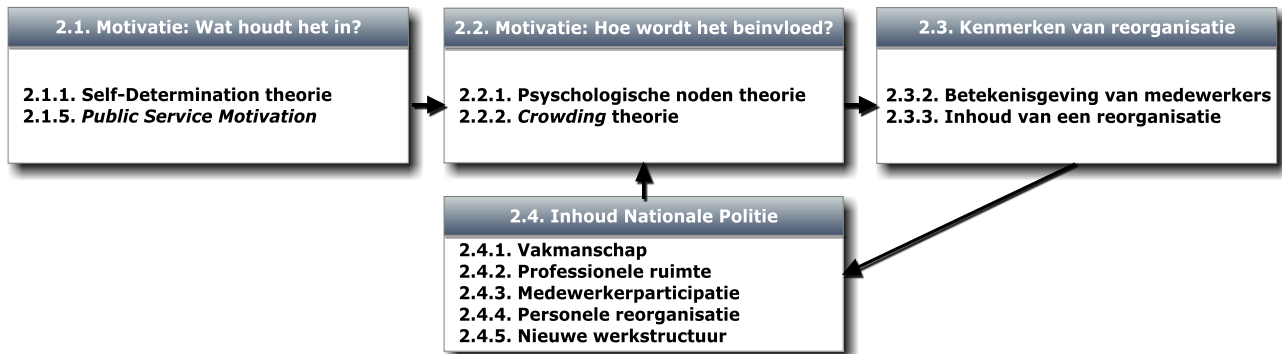 2.1. Motivatie: Wat houdt het in?
2.1.1. Self-Determination theorie
2.1.5. Public Service Motivation
2.2. Motivatie: Hoe wordt het beinvloed?
2.2.1. Psyschologische noden theorie
2.2.2. Crowding theorie
2.3. Kenmerken van reorganisatie
2.3.2. Betekenisgeving van medewerkers
2.3.3. Inhoud van een reorganisatie
2.4. Inhoud Nationale Politie
2.4.1. Vakmanschap
2.4.2. Professionele ruimte
2.4.3. Medewerkerparticipatie
2.4.4. Personele reorganisatie
2.4.5. Nieuwe werkstructuur